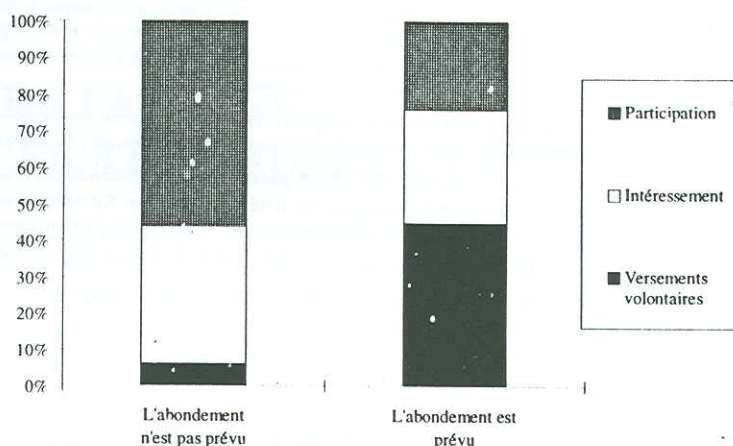 100%
90%
80%
70%
60%
50%
40%
30%
20%
10%
0%
L'abondement
n'est pas prévu
L'abondement est
prévu
Participation
Intéressement
Versements
volontaires